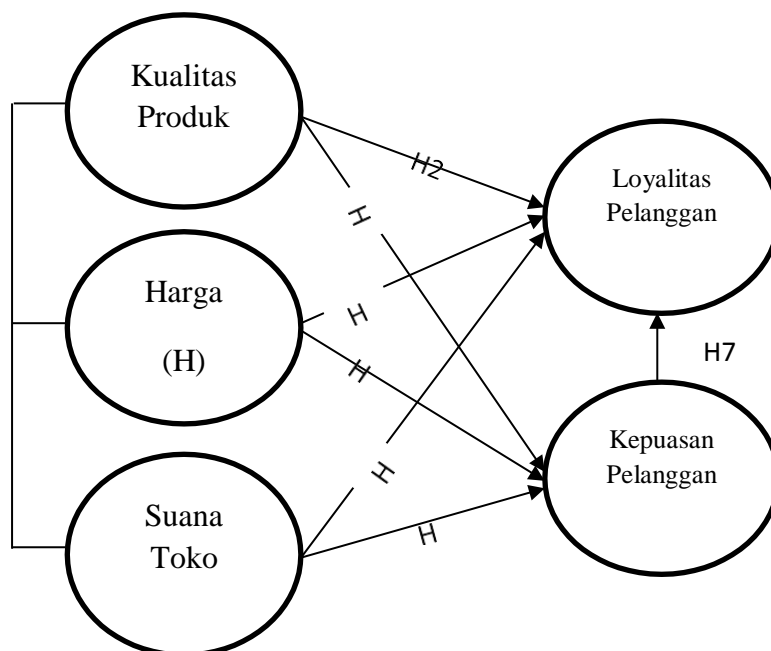 Kualitas
Produk
H2
Loyalitas
Pelanggan
H
Harga
(H)
H
H
H7
Kepuasan
Pelanggan
H
Suana
Toko
H